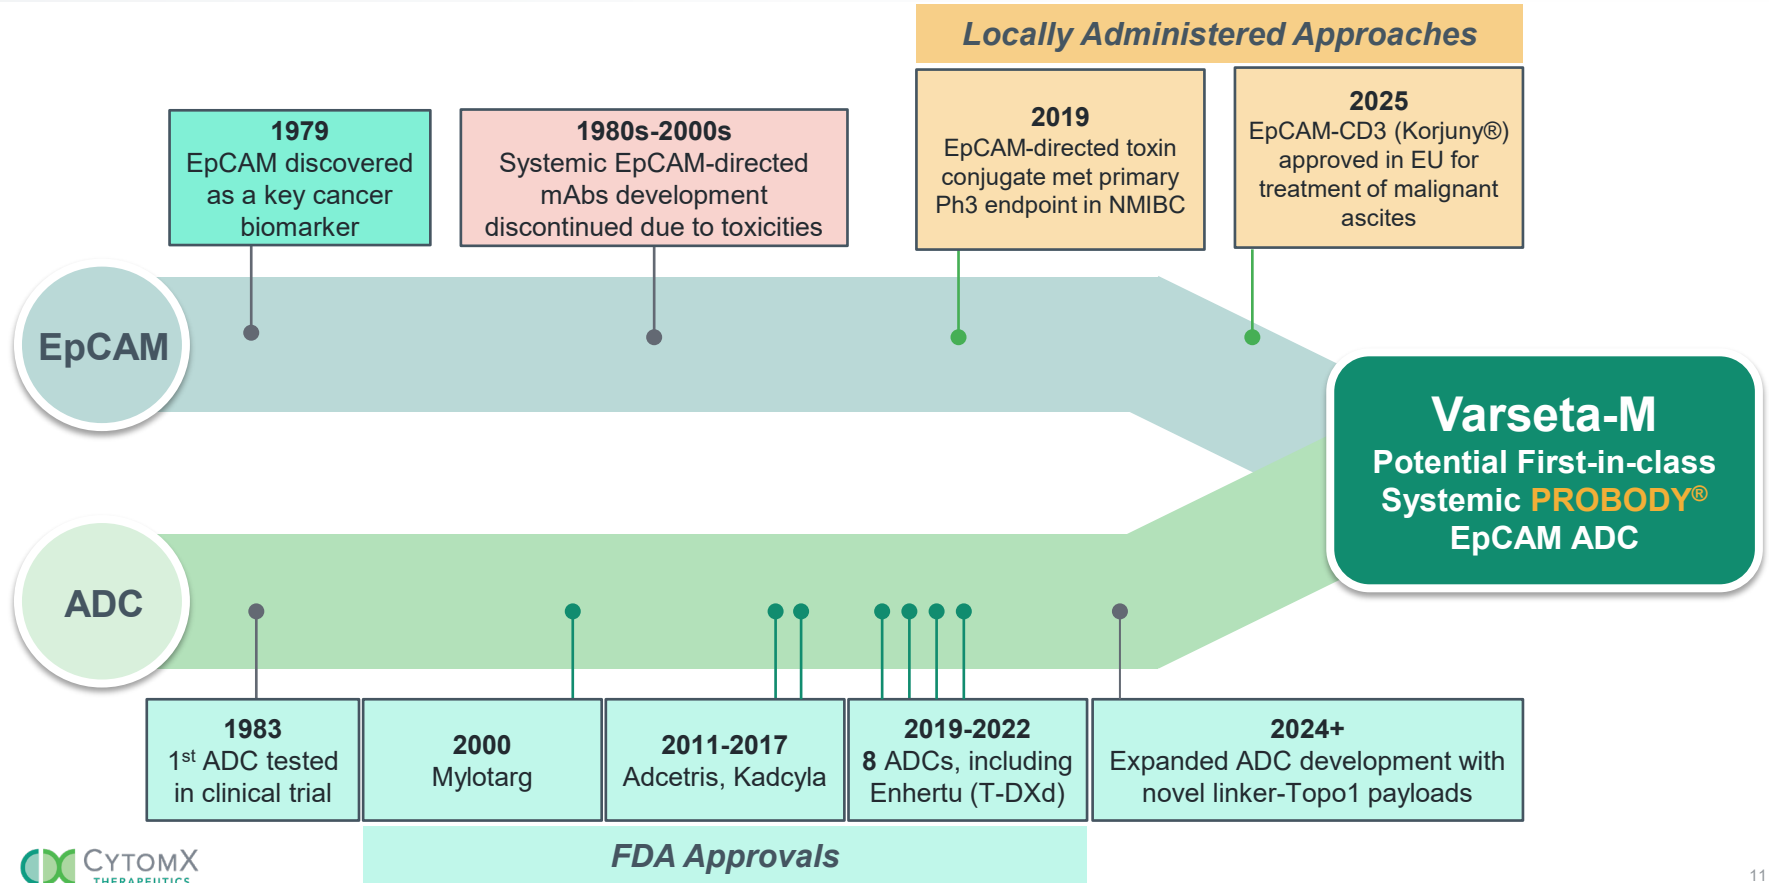 Locally Administered Approaches
1979
EpCAM discovered
as a key cancer
biomarker
1980s-2000s
Systemic EpCAM-directed
mAbs development
discontinued due to toxicities
2019
EpCAM-directed toxin
conjugate met primary
Ph3 endpoint in NMIBC
2025
EpCAM-CD3 (Korjuny®)
approved in EU for
treatment of malignant
ascites
EpCAM
Varseta-M
Potential First-in-class
Systemic PROBODY®
EpCAM ADC
ADC
1983
1st ADC tested
in clinical trial
2000
Mylotarg
2011-2017
Adcetris, Kadcyla
2019-2022
8 ADCs, including
Enhertu (T-DXd)
2024+
Expanded ADC development with
novel linker-Topo1 payloads
FDA Approvals
CYTOMX
THERAPEUTICS
11